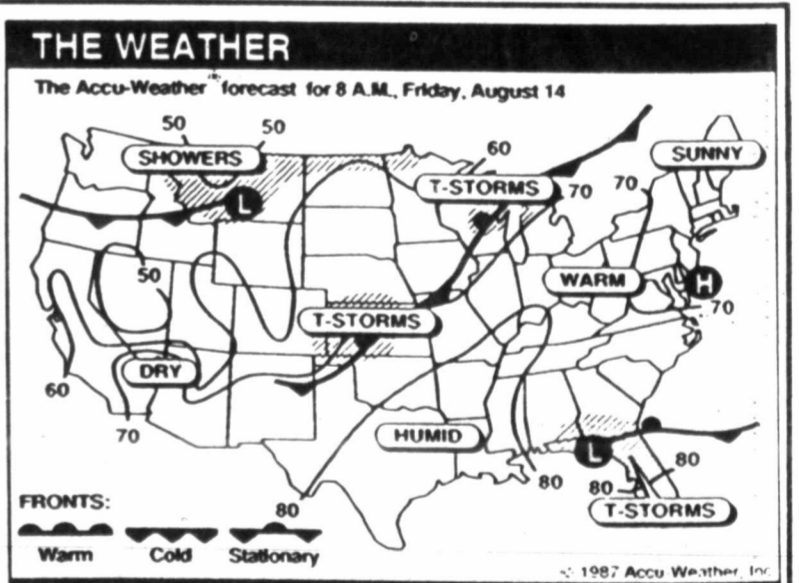 THE WEATHER
The Accu-Weather forecast for 8 A.M., Friday, August 14
50 50
SHOWERS
60
SUNNY
T-STORMS
70
70
L
50
WARM
H
70
T-STORMS
DRY
60
70
HUMID
L
80
80
80
80
T-STORMS
FRONTS:
Warm Cold Stationary
© 1987 Accu Weather, Inc.